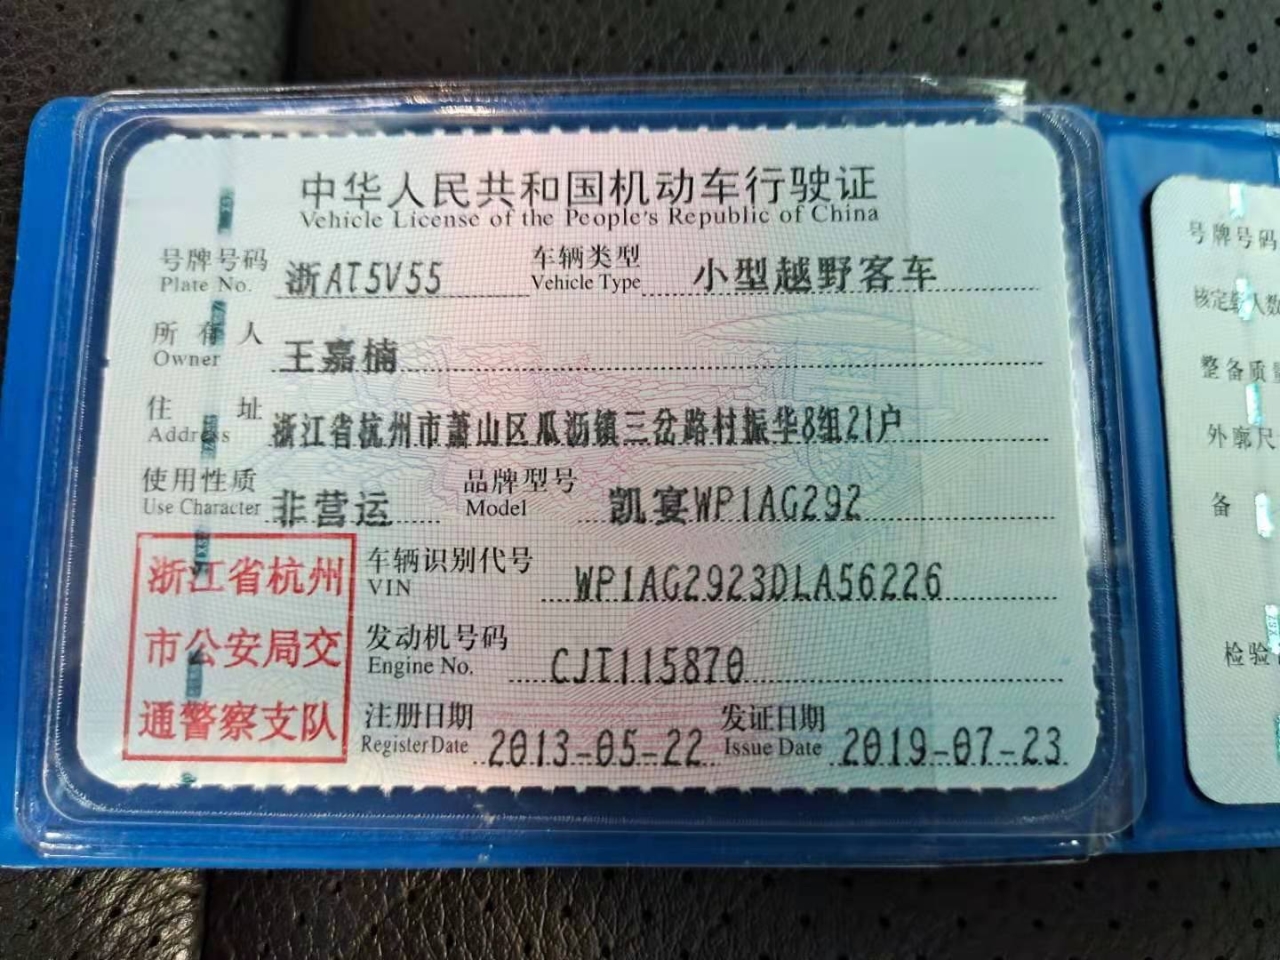 中华人民共和国机动车行驶证
Vehicle License of the People's Republic of China
号牌号码 浙AT5V55 车辆类型 小型越野客车
Plate No. Vehicle Type
所有人 王嘉楠
Owner
住址 浙江省杭州市萧山区瓜沥镇三岔路村振华8组21户
Address
使用性质 非营运 品牌型号 凯宴WP1AG292
Use Character Model
浙江省杭州
市公安局交
通警察支队
车辆识别代号 WP1AG2923DLA56226
VIN
发动机号码 CJT115870
Engine No.
注册日期 2013-05-22 发证日期 2019-07-23
Register Date Issue Date
号牌号码
核定载人数
整备质量
外廓尺
备
检验